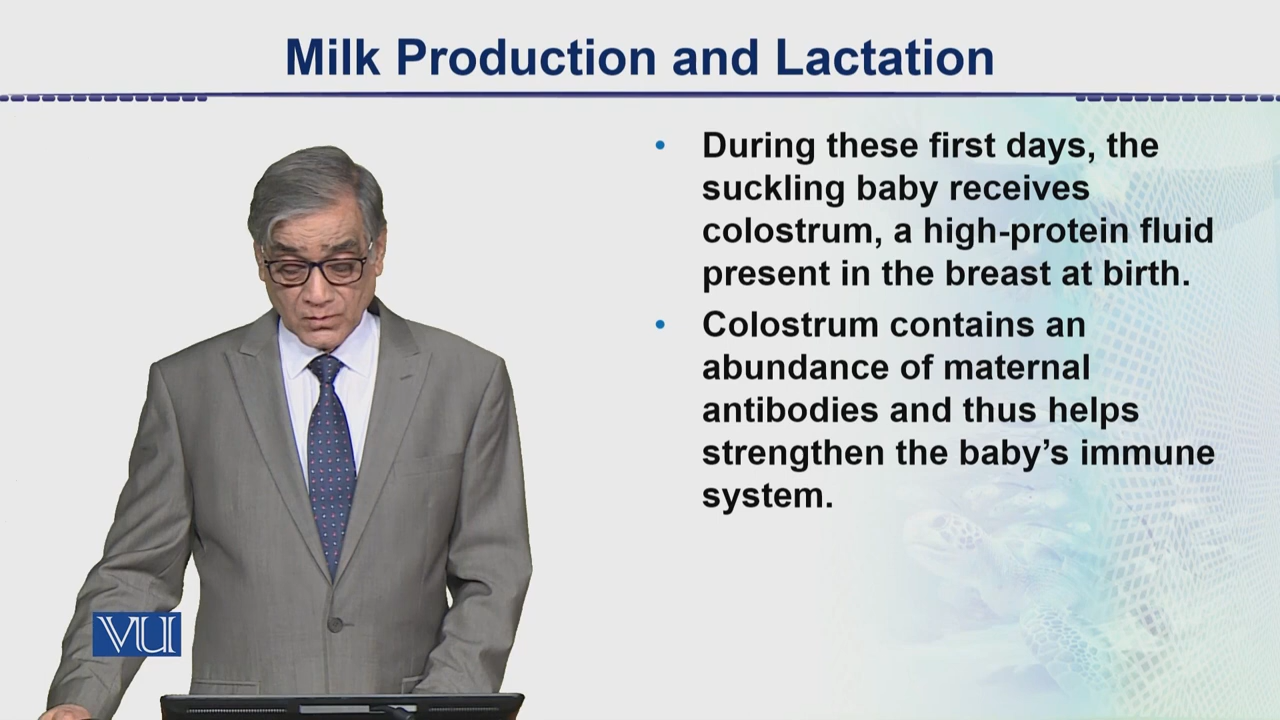 Milk Production and Lactation
• During these first days, the
suckling baby receives
colostrum, a high-protein fluid
present in the breast at birth.
• Colostrum contains an
abundance of maternal
antibodies and thus helps
strengthen the baby’s immune
system.
VU